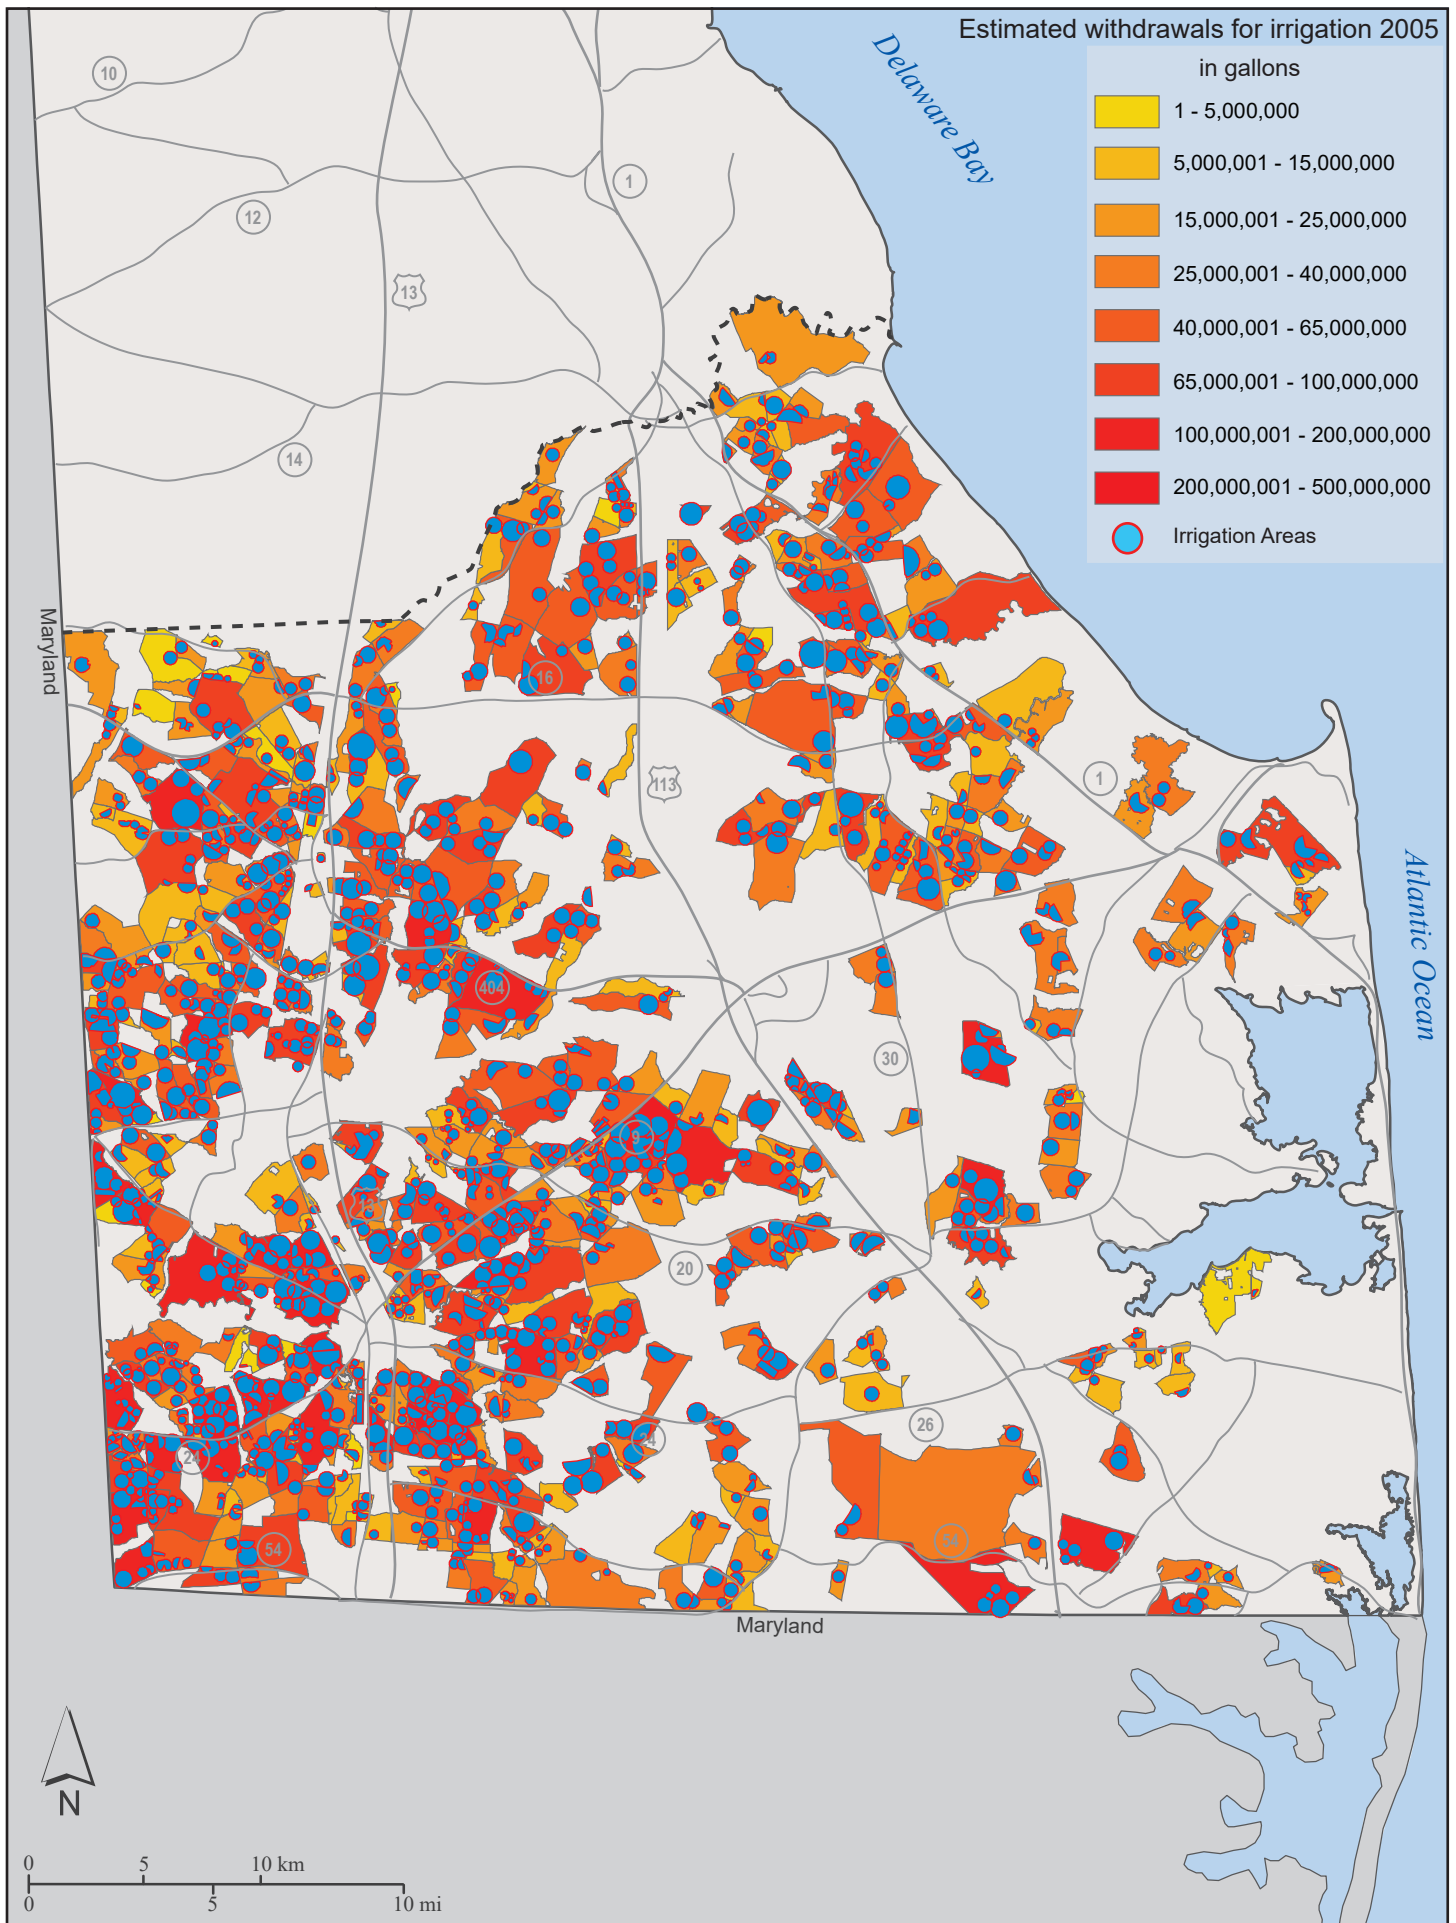 Estimated withdrawals for irrigation 2005
in gallons
1 - 5,000,000
5,000,001 - 15,000,000
15,000,001 - 25,000,000
25,000,001 - 40,000,000
40,000,001 - 65,000,000
65,000,001 - 100,000,000
100,000,001 - 200,000,000
200,000,001 - 500,000,000
Irrigation Areas
Delaware Bay
10
1
12
13
14
Maryland
16
113
1
Atlantic Ocean
404
30
9
13
20
26
24
24
54
54
Maryland
N
0 5 10 km
0 5 10 mi